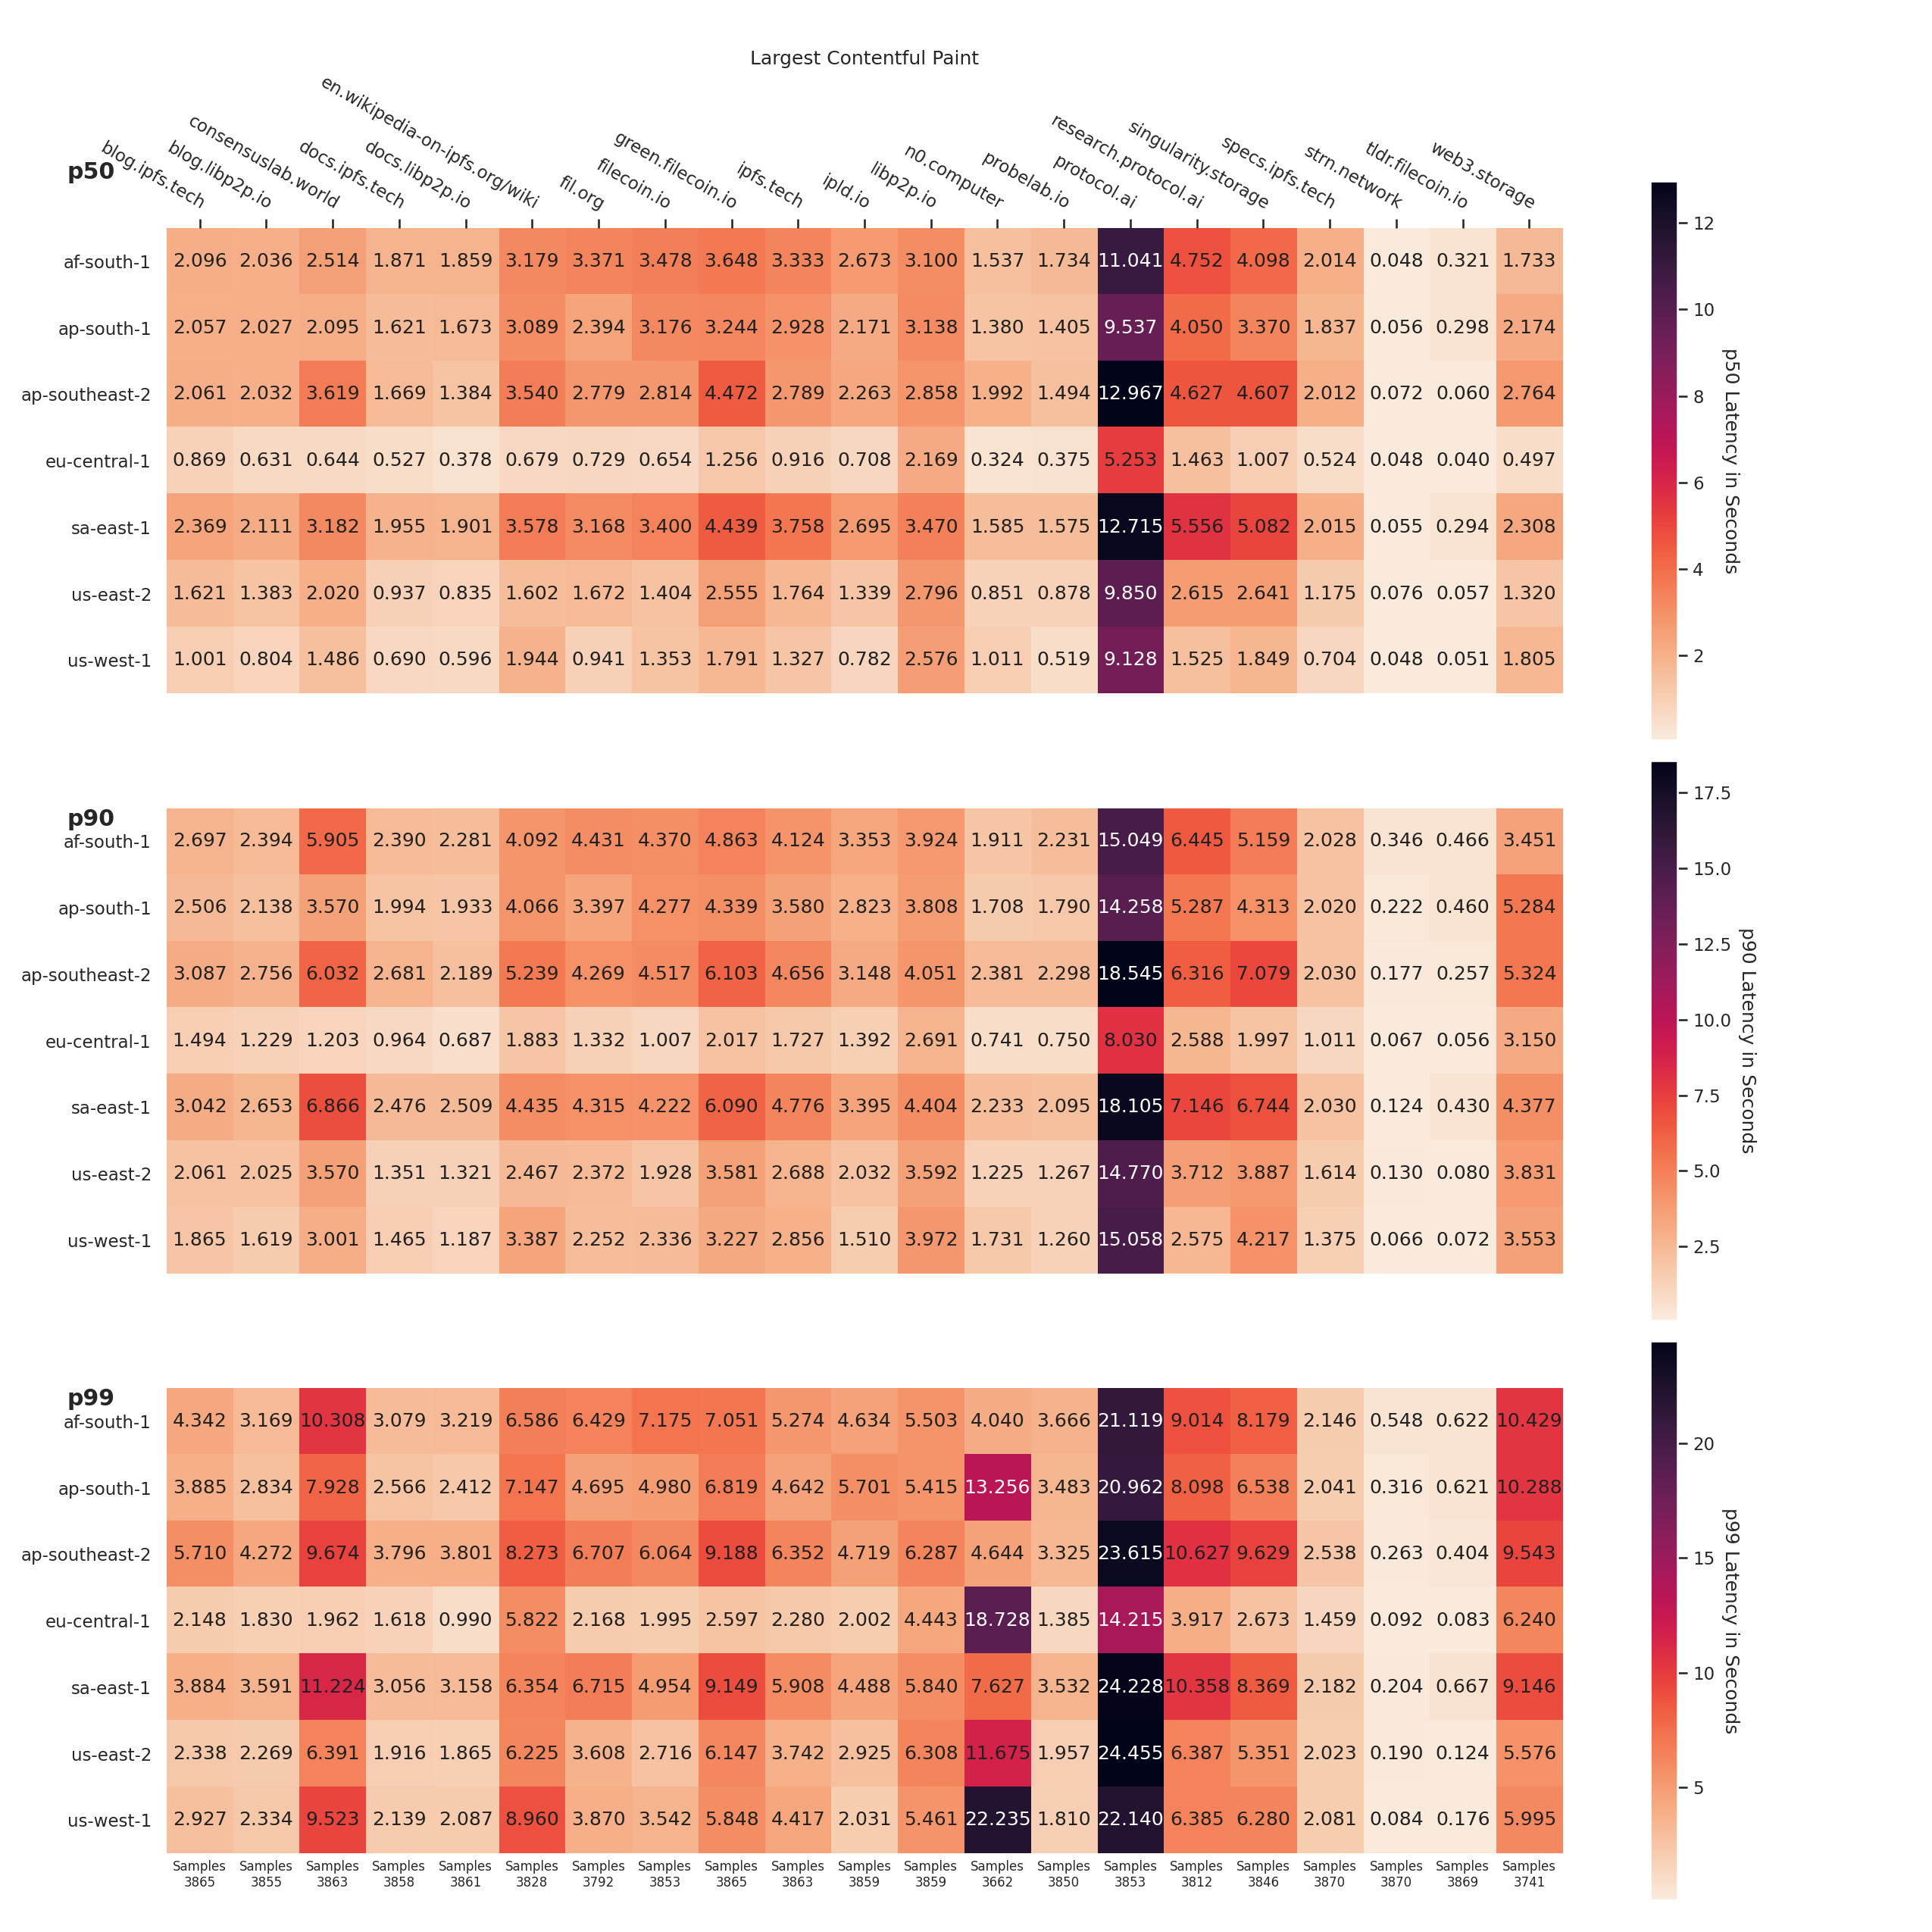 Largest Contentful Paint
p50
blog.ipfs.tech
blog.libp2p.io
consensuslab.world
docs.ipfs.tech
docs.libp2p.io
en.wikipedia-on-ipfs.org/wiki
fil.org
filecoin.io
green.filecoin.io
ipfs.tech
ipld.io
libp2p.io
n0.computer
probelab.io
protocol.ai
research.protocol.ai
singularity.storage
specs.ipfs.tech
strn.network
tldr.filecoin.io
web3.storage
af-south-1 2.096 2.036 2.514 1.871 1.859 3.179 3.371 3.478 3.648 3.333 2.673 3.100 1.537 1.734 11.041 4.752 4.098 2.014 0.048 0.321 1.733
ap-south-1 2.057 2.027 2.095 1.621 1.673 3.089 2.394 3.176 3.244 2.928 2.171 3.138 1.380 1.405 9.537 4.050 3.370 1.837 0.056 0.298 2.174
ap-southeast-2 2.061 2.032 3.619 1.669 1.384 3.540 2.779 2.814 4.472 2.789 2.263 2.858 1.992 1.494 12.967 4.627 4.607 2.012 0.072 0.060 2.764
eu-central-1 0.869 0.631 0.644 0.527 0.378 0.679 0.729 0.654 1.256 0.916 0.708 2.169 0.324 0.375 5.253 1.463 1.007 0.524 0.048 0.040 0.497
sa-east-1 2.369 2.111 3.182 1.955 1.901 3.578 3.168 3.400 4.439 3.758 2.695 3.470 1.585 1.575 12.715 5.556 5.082 2.015 0.055 0.294 2.308
us-east-2 1.621 1.383 2.020 0.937 0.835 1.602 1.672 1.404 2.555 1.764 1.339 2.796 0.851 0.878 9.850 2.615 2.641 1.175 0.076 0.057 1.320
us-west-1 1.001 0.804 1.486 0.690 0.596 1.944 0.941 1.353 1.791 1.327 0.782 2.576 1.011 0.519 9.128 1.525 1.849 0.704 0.048 0.051 1.805
12
10
8
6
4
2
p50 Latency in Seconds
p90
af-south-1 2.697 2.394 5.905 2.390 2.281 4.092 4.431 4.370 4.863 4.124 3.353 3.924 1.911 2.231 15.049 6.445 5.159 2.028 0.346 0.466 3.451
ap-south-1 2.506 2.138 3.570 1.994 1.933 4.066 3.397 4.277 4.339 3.580 2.823 3.808 1.708 1.790 14.258 5.287 4.313 2.020 0.222 0.460 5.284
ap-southeast-2 3.087 2.756 6.032 2.681 2.189 5.239 4.269 4.517 6.103 4.656 3.148 4.051 2.381 2.298 18.545 6.316 7.079 2.030 0.177 0.257 5.324
eu-central-1 1.494 1.229 1.203 0.964 0.687 1.883 1.332 1.007 2.017 1.727 1.392 2.691 0.741 0.750 8.030 2.588 1.997 1.011 0.067 0.056 3.150
sa-east-1 3.042 2.653 6.866 2.476 2.509 4.435 4.315 4.222 6.090 4.776 3.395 4.404 2.233 2.095 18.105 7.146 6.744 2.030 0.124 0.430 4.377
us-east-2 2.061 2.025 3.570 1.351 1.321 2.467 2.372 1.928 3.581 2.688 2.032 3.592 1.225 1.267 14.770 3.712 3.887 1.614 0.130 0.080 3.831
us-west-1 1.865 1.619 3.001 1.465 1.187 3.387 2.252 2.336 3.227 2.856 1.510 3.972 1.731 1.260 15.058 2.575 4.217 1.375 0.066 0.072 3.553
17.5
15.0
12.5
10.0
7.5
5.0
2.5
p90 Latency in Seconds
p99
af-south-1 4.342 3.169 10.308 3.079 3.219 6.586 6.429 7.175 7.051 5.274 4.634 5.503 4.040 3.666 21.119 9.014 8.179 2.146 0.548 0.622 10.429
ap-south-1 3.885 2.834 7.928 2.566 2.412 7.147 4.695 4.980 6.819 4.642 5.701 5.415 13.256 3.483 20.962 8.098 6.538 2.041 0.316 0.621 10.288
ap-southeast-2 5.710 4.272 9.674 3.796 3.801 8.273 6.707 6.064 9.188 6.352 4.719 6.287 4.644 3.325 23.615 10.627 9.629 2.538 0.263 0.404 9.543
eu-central-1 2.148 1.830 1.962 1.618 0.990 5.822 2.168 1.995 2.597 2.280 2.002 4.443 18.728 1.385 14.215 3.917 2.673 1.459 0.092 0.083 6.240
sa-east-1 3.884 3.591 11.224 3.056 3.158 6.354 6.715 4.954 9.149 5.908 4.488 5.840 7.627 3.532 24.228 10.358 8.369 2.182 0.204 0.667 9.146
us-east-2 2.338 2.269 6.391 1.916 1.865 6.225 3.608 2.716 6.147 3.742 2.925 6.308 11.675 1.957 24.455 6.387 5.351 2.023 0.190 0.124 5.576
us-west-1 2.927 2.334 9.523 2.139 2.087 8.960 3.870 3.542 5.848 4.417 2.031 5.461 22.235 1.810 22.140 6.385 6.280 2.081 0.084 0.176 5.995
Samples Samples Samples Samples Samples Samples Samples Samples Samples Samples Samples Samples Samples Samples Samples Samples Samples Samples Samples Samples Samples
3865 3855 3863 3858 3861 3828 3792 3853 3865 3863 3859 3859 3662 3850 3853 3812 3846 3870 3870 3869 3741
20
15
10
5
p99 Latency in Seconds